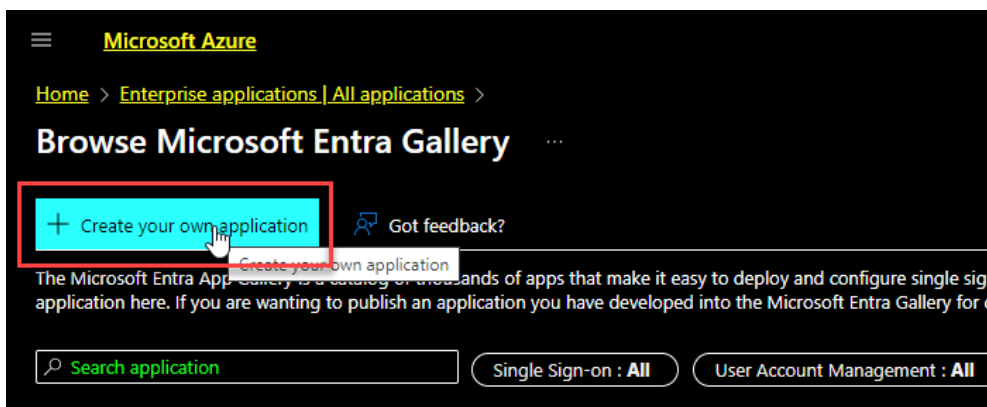 Microsoft Azure
Home > Enterprise applications | All applications >
Browse Microsoft Entra Gallery ...
+ Create your own application Got feedback?
Create your own application
The Microsoft Entra App Gallery is a catalog of thousands of apps that make it easy to deploy and configure single sig
application here. If you are wanting to publish an application you have developed into the Microsoft Entra Gallery for
Search application Single Sign-on : All User Account Management : All